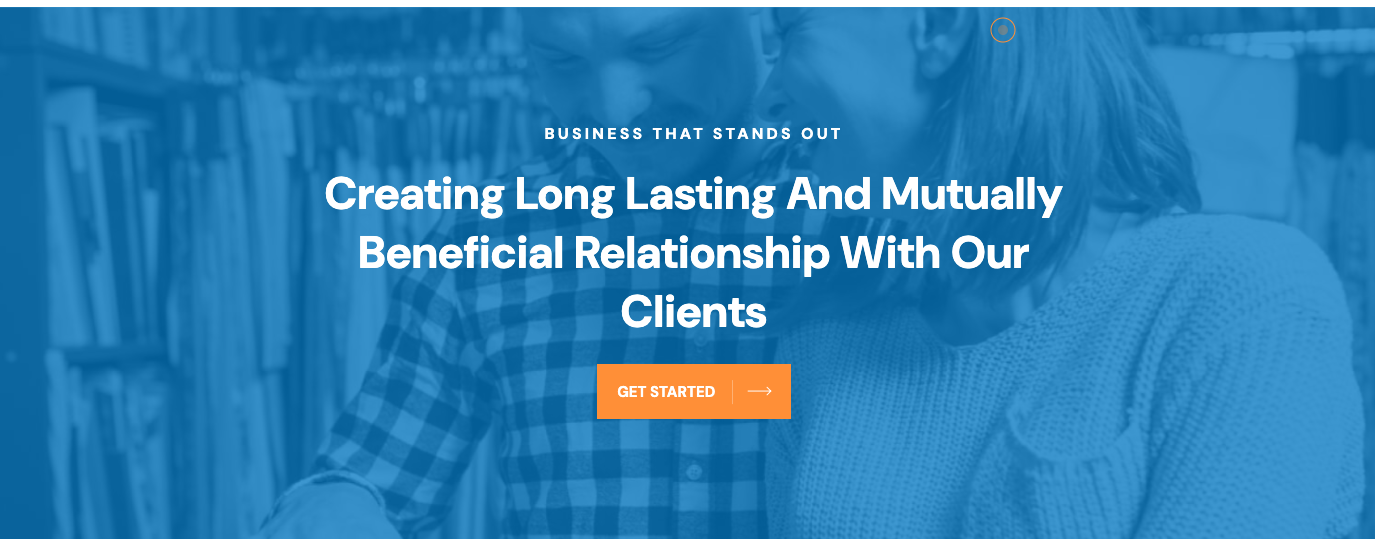 BUSINESS THAT STANDS OUT
Creating Long Lasting And Mutually
Beneficial Relationship With Our
Clients
GET STARTED